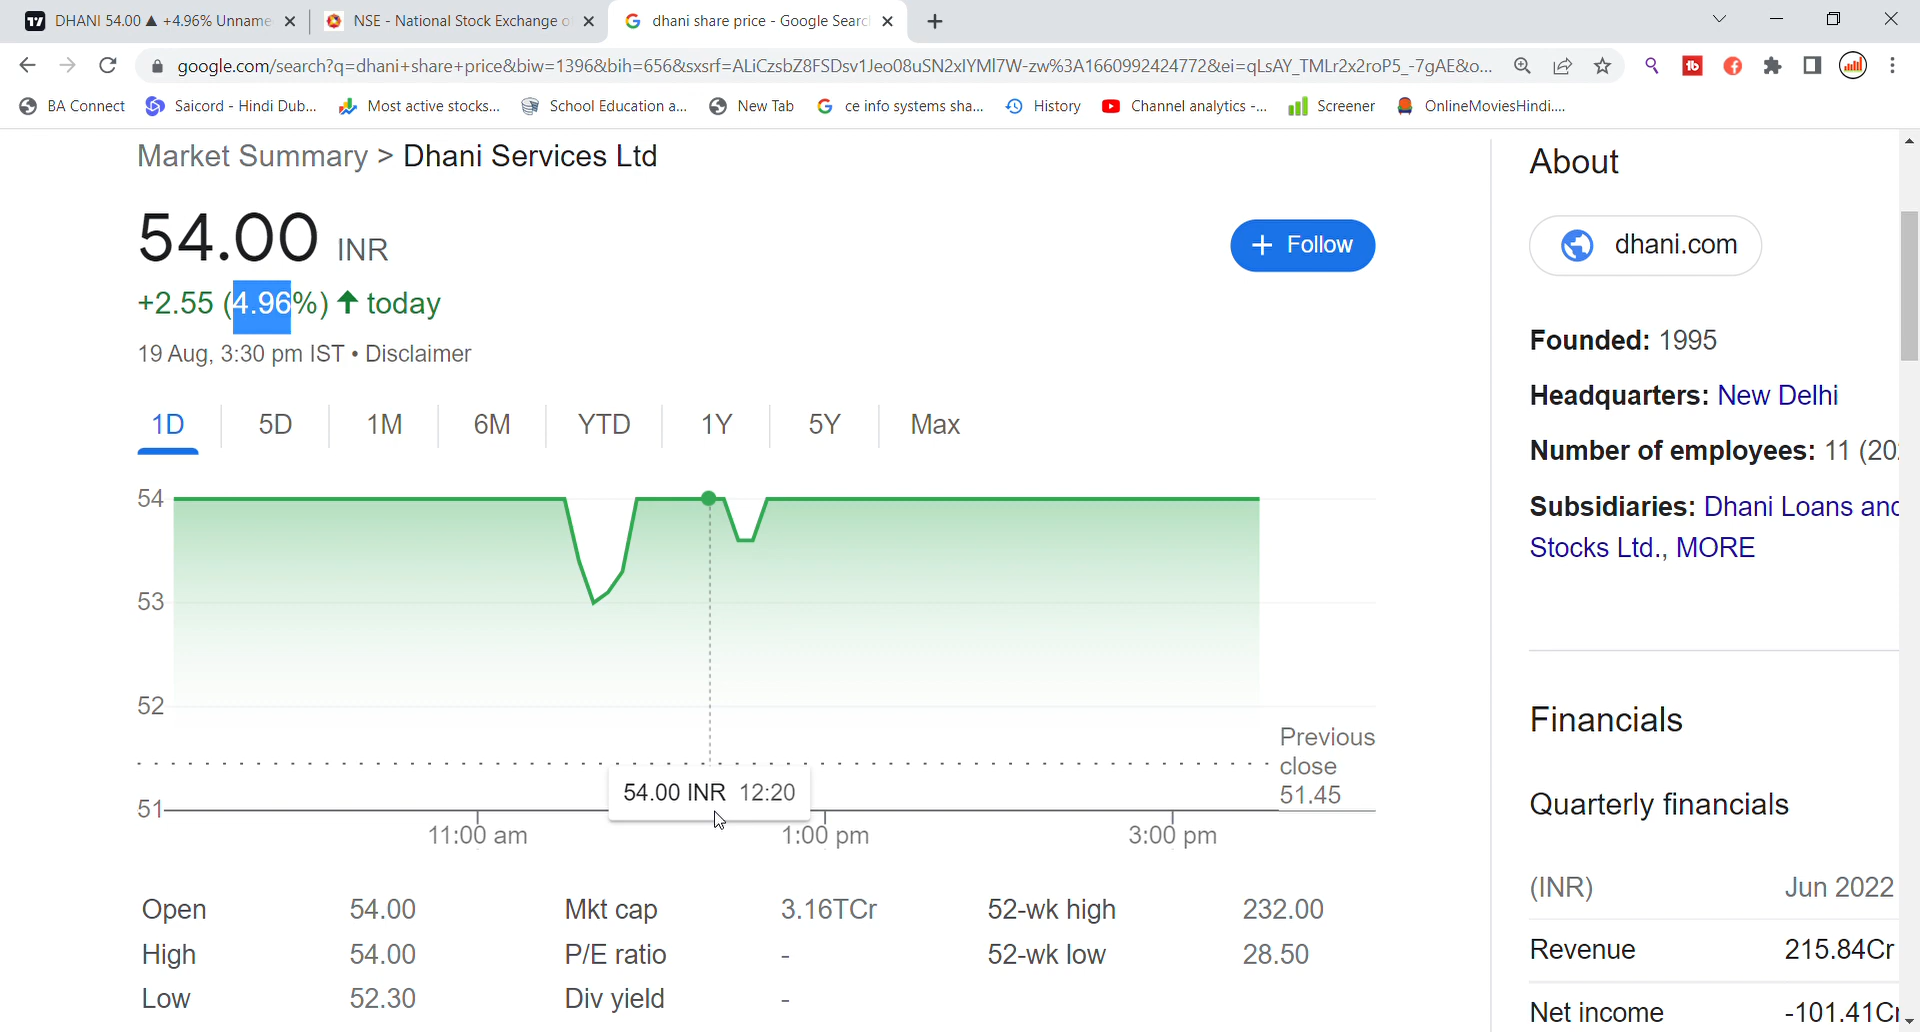 DHANI 54.00 ▲ +4.96% Unname
NSE - National Stock Exchange o
dhani share price - Google Searc
google.com/search?q=dhani+share+price&biw=1396&bih=656&sxsrf=ALiCzsbZ8FSDsv1Jeo08uSN2xIYMI7W-zw%3A1660992424772&ei=qLsAY_TMLr2x2roP5_-7gAE&o...
BA Connect
Saicord - Hindi Dub...
Most active stocks...
School Education a...
New Tab
ce info systems sha...
History
Channel analytics -...
Screener
OnlineMoviesHindi....
Market Summary > Dhani Services Ltd
54.00 INR
+ Follow
+2.55 (4.96%) ↑ today
19 Aug, 3:30 pm IST • Disclaimer
1D 5D 1M 6M YTD 1Y 5Y Max
54
53
52
51
Previous
close
51.45
54.00 INR 12:20
11:00 am 1:00 pm 3:00 pm
Open 54.00 Mkt cap 3.16TCr 52-wk high 232.00
High 54.00 P/E ratio - 52-wk low 28.50
Low 52.30 Div yield -
About
dhani.com
Founded: 1995
Headquarters: New Delhi
Number of employees: 11 (20
Subsidiaries: Dhani Loans and
Stocks Ltd., MORE
Financials
Quarterly financials
(INR) Jun 2022
Revenue 215.84Cr
Net income -101.41Cr